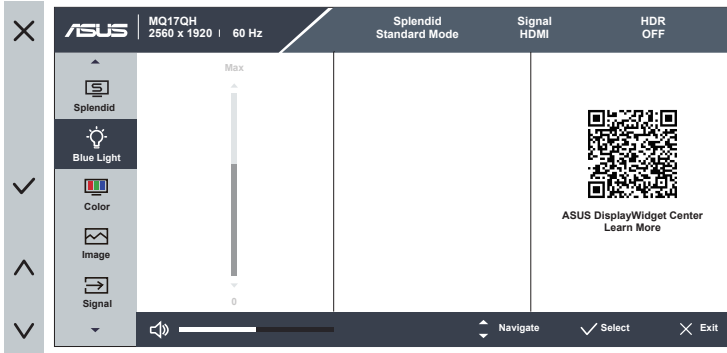 ASUS
MQ17QH
2560 x 1920 60 Hz
Splendid
Standard Mode
Signal
HDMI
HDR
OFF
Splendid
Blue Light
Color
Image
Signal
Max
0
ASUS DisplayWidget Center
Learn More
Navigate
Select
Exit